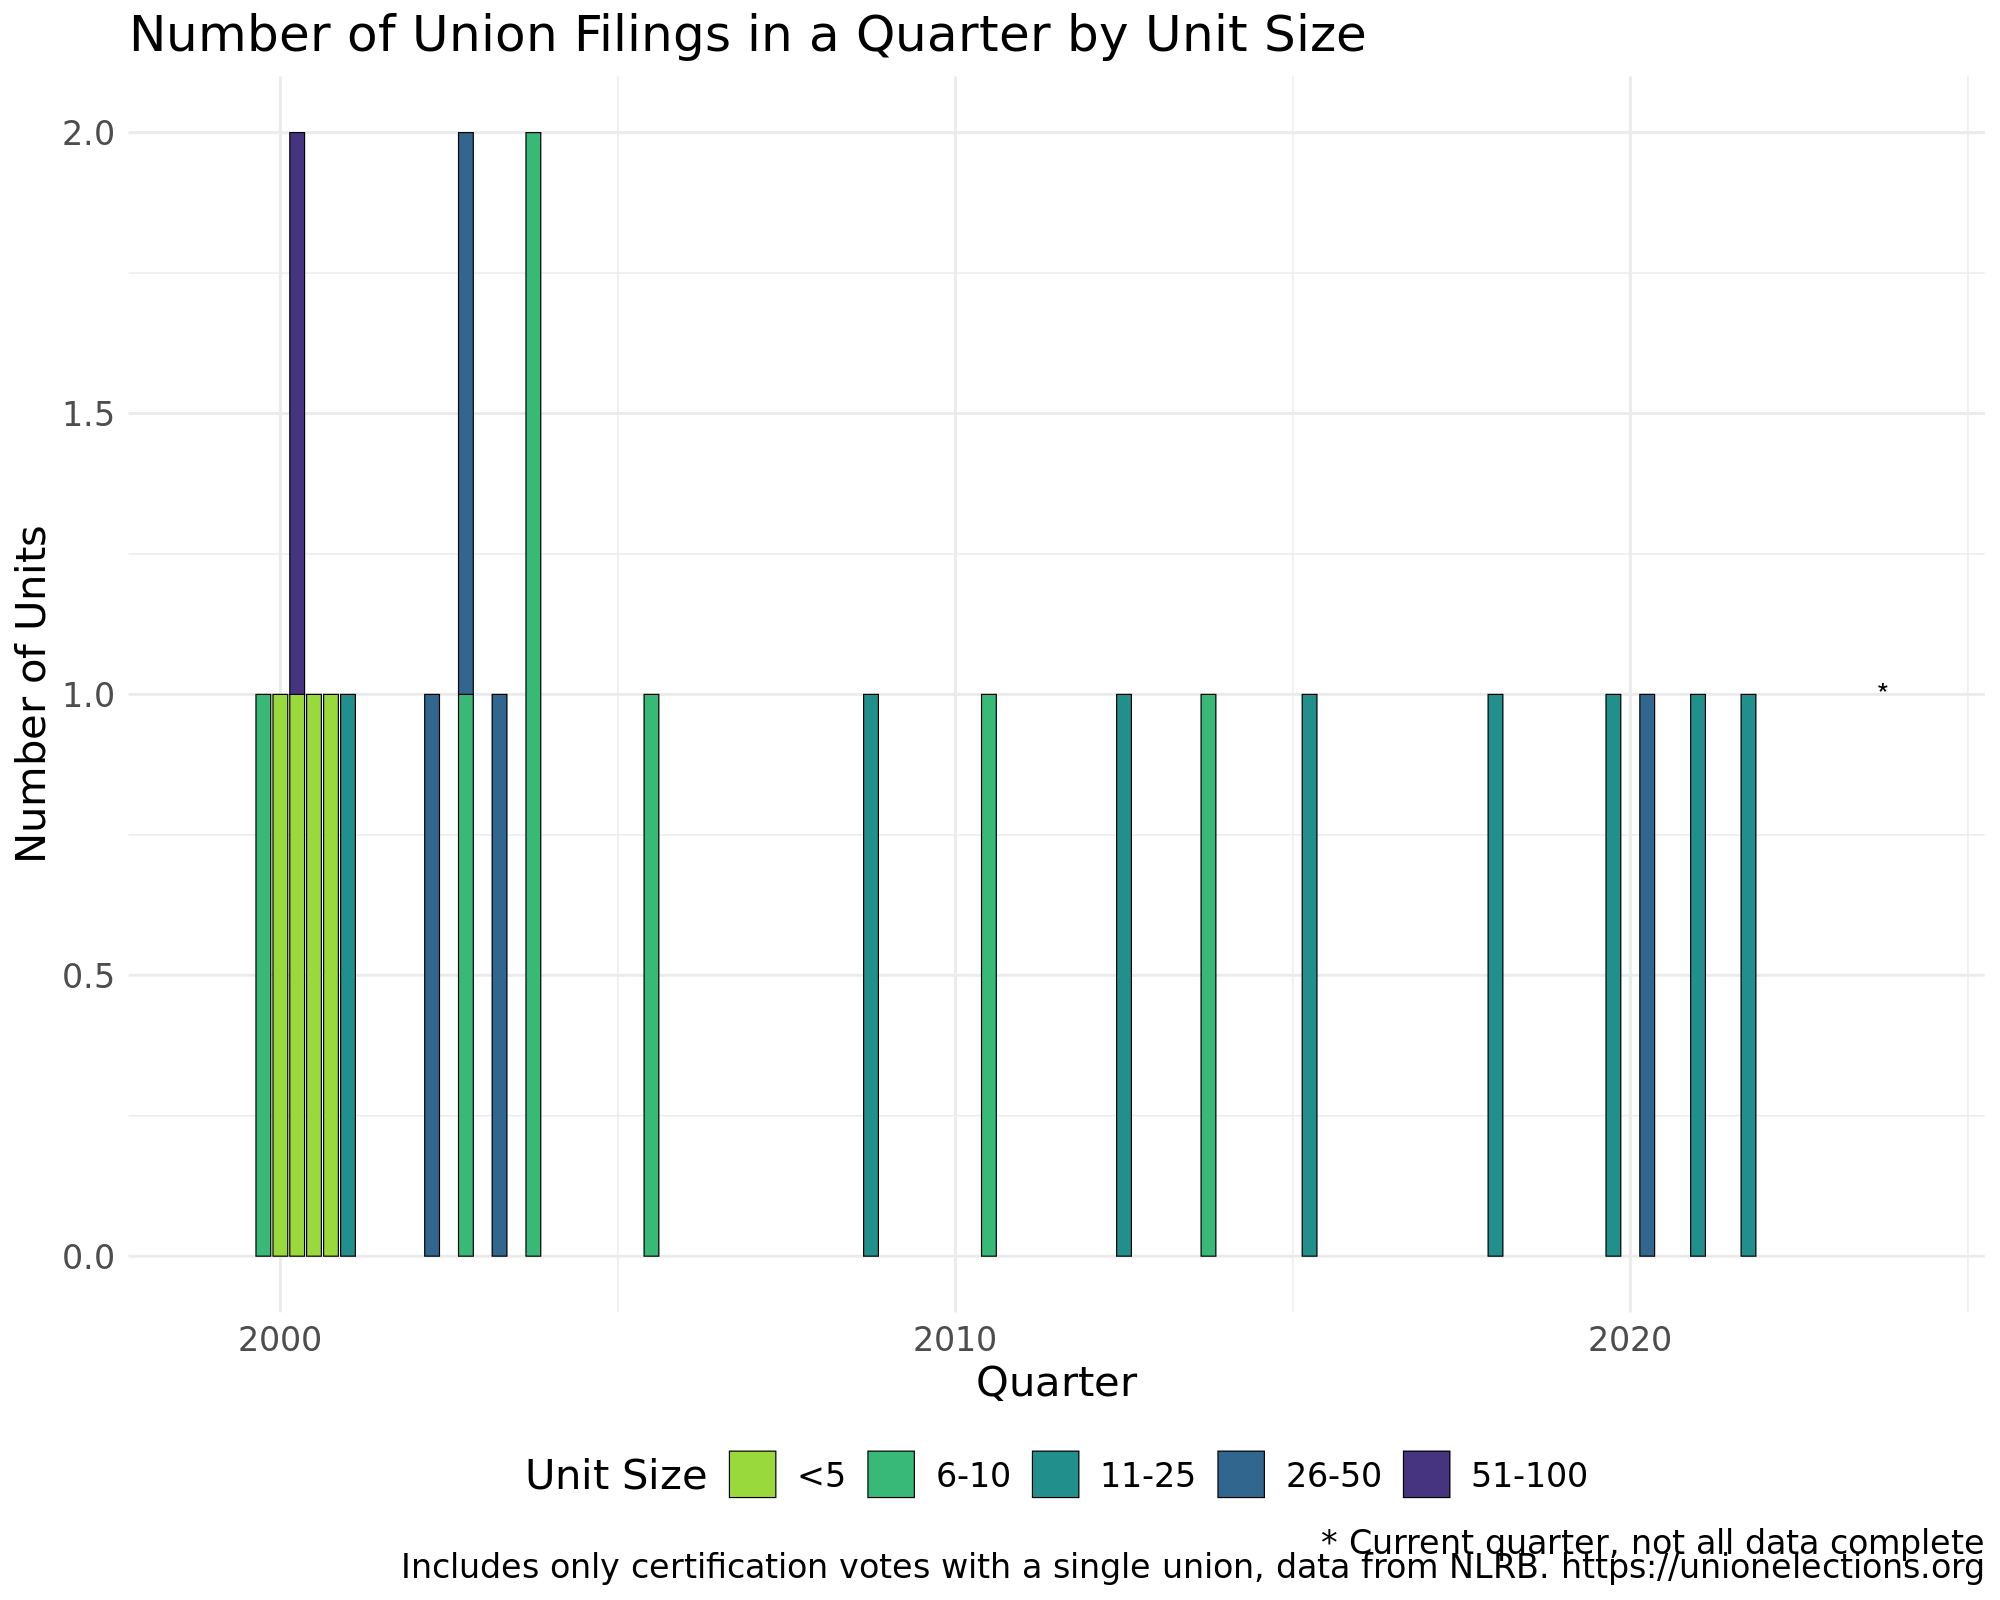 Number of Union Filings in a Quarter by Unit Size
2.0
1.5
1.0
0.5
0.0
Number of Units
*
2000 2010 2020
Quarter
Unit Size <5 6-10 11-25 26-50 51-100
* Current quarter, not all data complete
Includes only certification votes with a single union, data from NLRB. https://unionelections.org